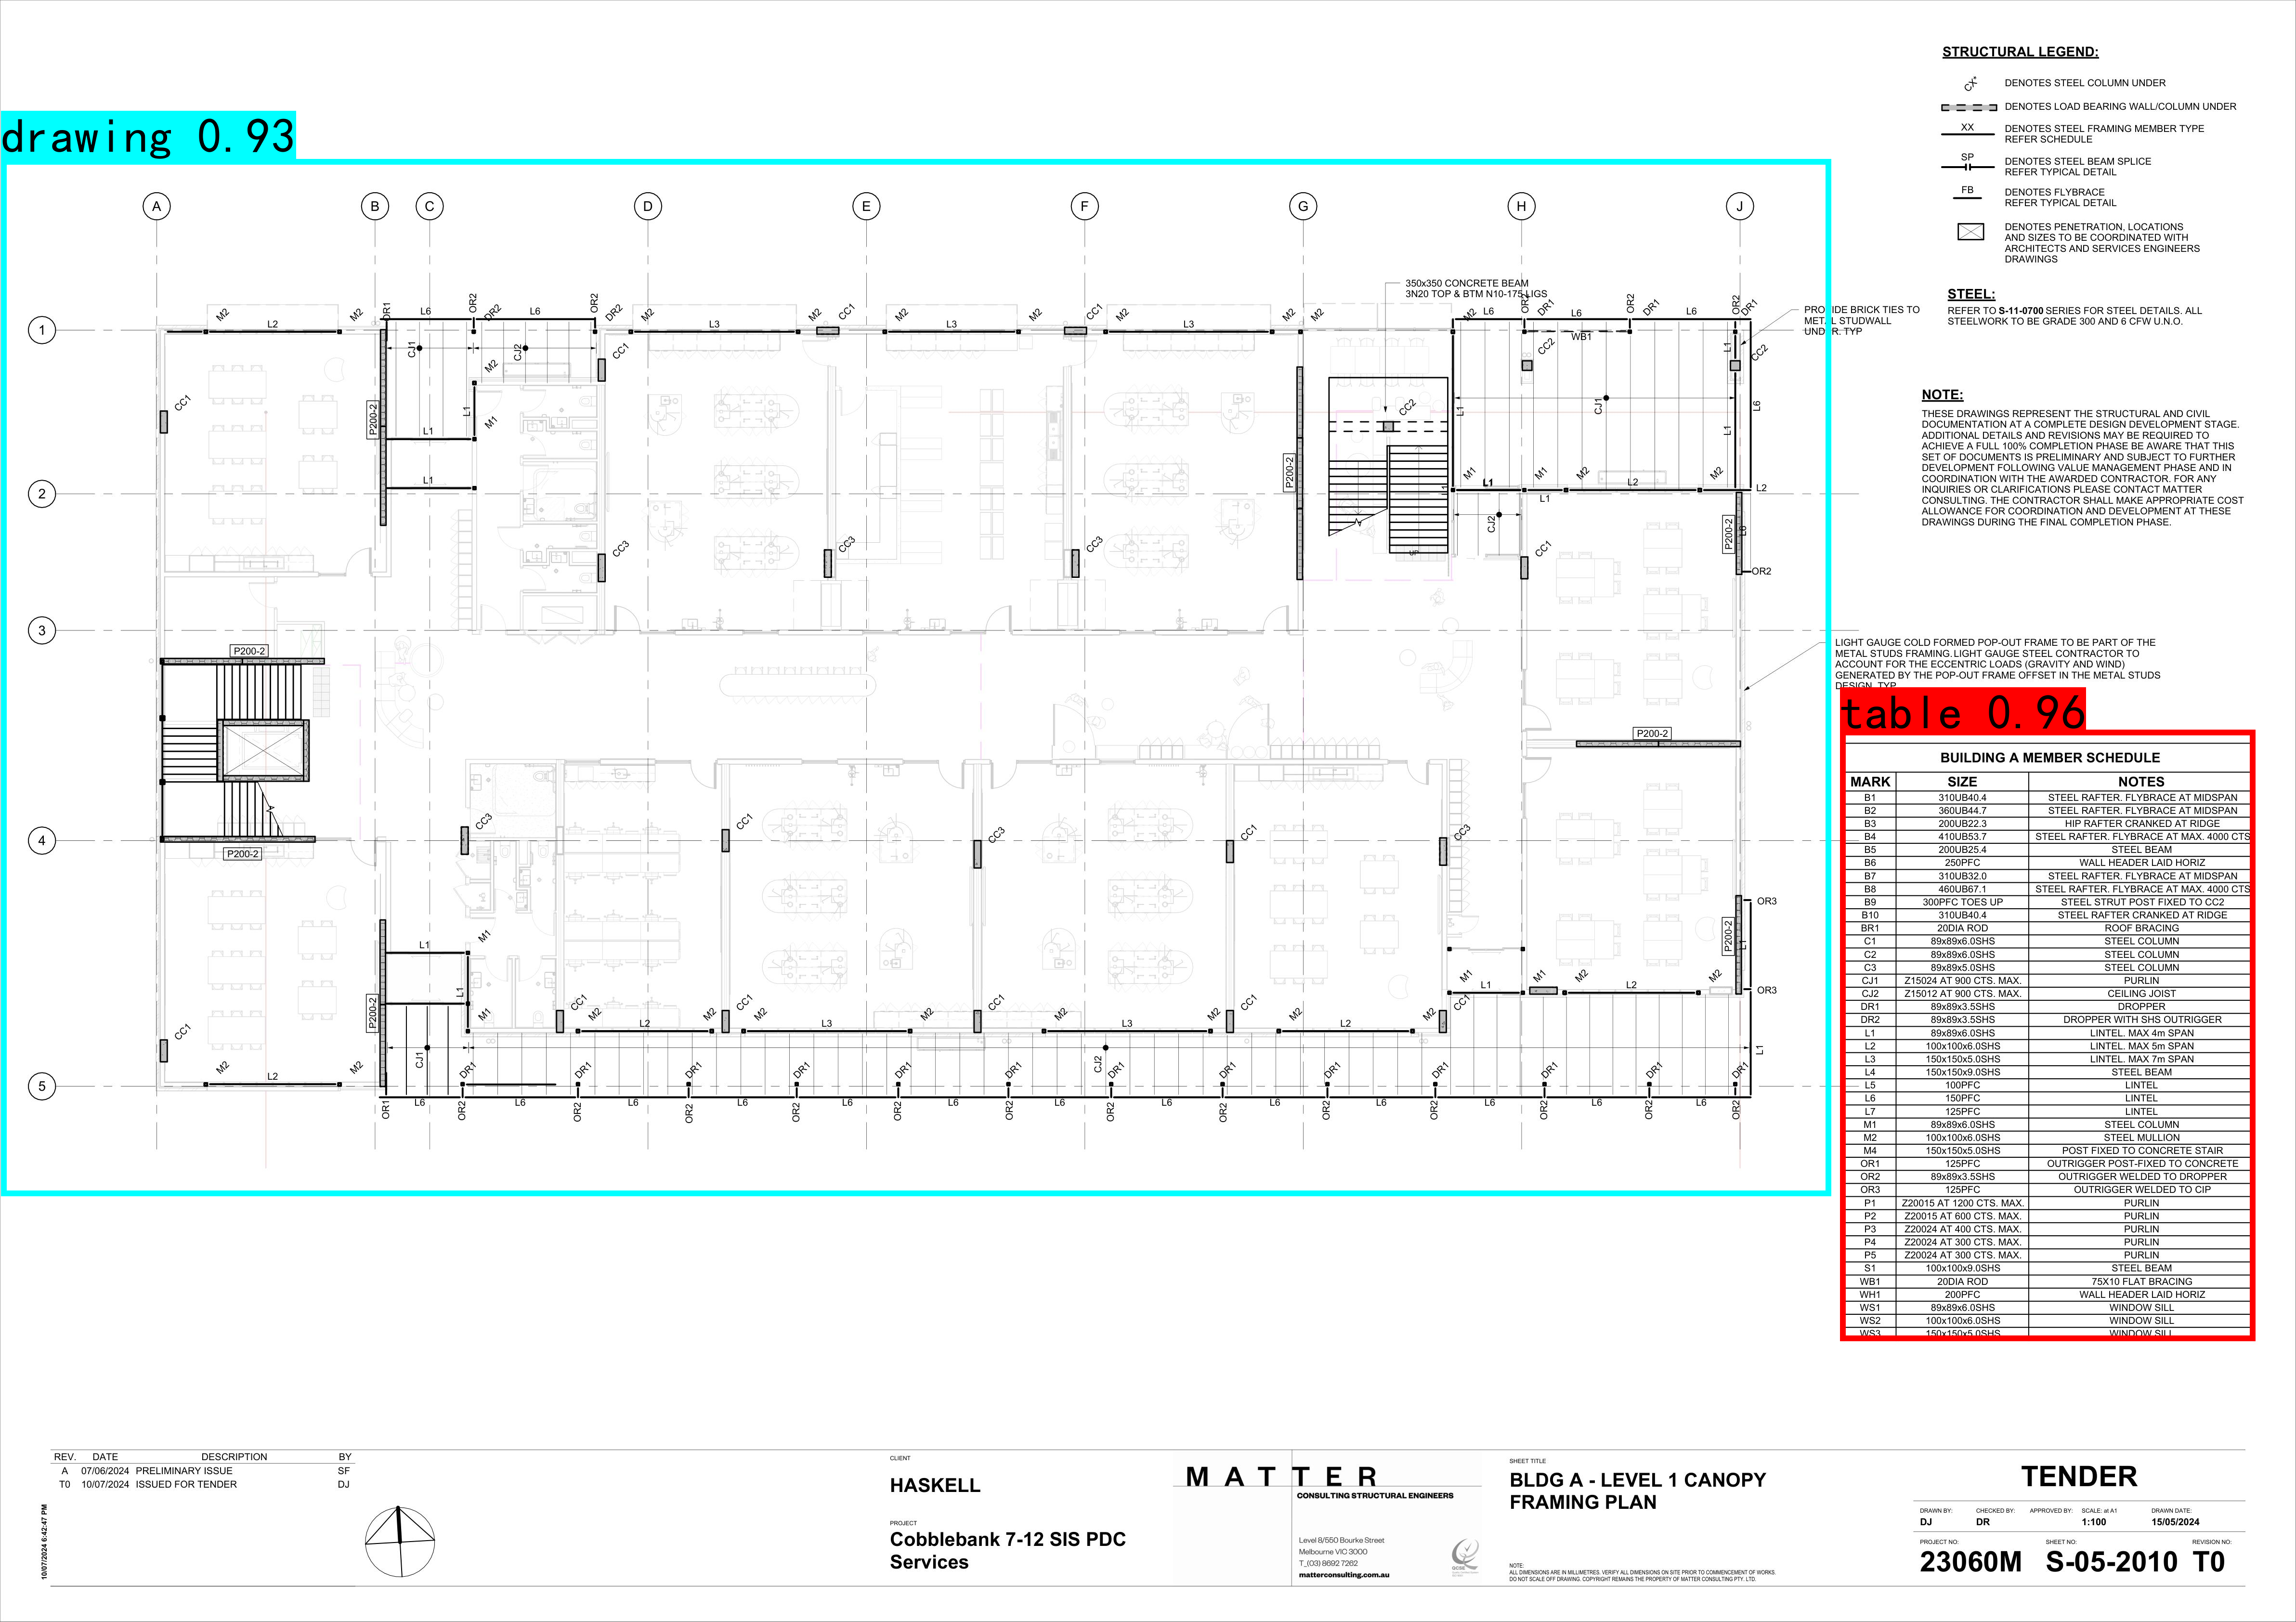 STRUCTURAL LEGEND:
CX*
DENOTES STEEL COLUMN UNDER
DENOTES LOAD BEARING WALL/COLUMN UNDER
XX
DENOTES STEEL FRAMING MEMBER TYPE
REFER SCHEDULE
SP
DENOTES STEEL BEAM SPLICE
REFER TYPICAL DETAIL
FB
DENOTES FLYBRACE
REFER TYPICAL DETAIL
DENOTES PENETRATION, LOCATIONS
AND SIZES TO BE COORDINATED WITH
ARCHITECTS AND SERVICES ENGINEERS
DRAWINGS
STEEL:
REFER TO S-11-0700 SERIES FOR STEEL DETAILS. ALL
STEELWORK TO BE GRADE 300 AND 6 CFW U.N.O.
PROVIDE BRICK TIES TO
METAL STUDWALL
UNDER. TYP
NOTE:
THESE DRAWINGS REPRESENT THE STRUCTURAL AND CIVIL
DOCUMENTATION AT A COMPLETE DESIGN DEVELOPMENT STAGE.
ADDITIONAL DETAILS AND REVISIONS MAY BE REQUIRED TO
ACHIEVE A FULL 100% COMPLETION PHASE BE AWARE THAT THIS
SET OF DOCUMENTS IS PRELIMINARY AND SUBJECT TO FURTHER
DEVELOPMENT FOLLOWING VALUE MANAGEMENT PHASE AND IN
COORDINATION WITH THE AWARDED CONTRACTOR. FOR ANY
INQUIRIES OR CLARIFICATIONS PLEASE CONTACT MATTER
CONSULTING. THE CONTRACTOR SHALL MAKE APPROPRIATE COST
ALLOWANCE FOR COORDINATION AND DEVELOPMENT AT THESE
DRAWINGS DURING THE FINAL COMPLETION PHASE.
LIGHT GAUGE COLD FORMED POP-OUT FRAME TO BE PART OF THE
METAL STUDS FRAMING. LIGHT GAUGE STEEL CONTRACTOR TO
ACCOUNT FOR THE ECCENTRIC LOADS (GRAVITY AND WIND)
GENERATED BY THE POP-OUT FRAME OFFSET IN THE METAL STUDS
DESIGN. TYP
drawing 0.93
A B C D E F G H J
350x350 CONCRETE BEAM
3N20 TOP & BTM N10-175 LIGS
OR1 L6 OR2 DR2 L6 OR2 DR2
M2 L2 M2 M2 L3 M2 CC1 M2 L3 M2 CC1 M2 L3 M2 M2
M2 L6 OR2 DR1 L6 OR2 DR1 L6 OR2 DR1
1
WB1 L1
CJ1 CJ2 CC1 CC2 CC2
M2
CC1 P200-2 L1 M1 CC2 L1 CJ1 L1 L6
L1
P200-2 M1 M1 M2 M2
L1 L1 L2 L2
2
L1
CJ2 P200-2 L6
CC3 CC3 CC3 CC1
UP
OR2
3
P200-2
P200-2
CC3 CC1 CC3 CC1 CC3
4
P200-2
OR3
L1 M1 P200-2 L1
M1 M1 M2 M2
L1 L2
OR3
P200-2 L1 M1
CC1 M2 L2 M2 CC1 M2 L3 M2 CC1 M2 L3 M2 CC1 M2 L2 M2 CC1
CC1 CJ1 CJ2 L1
M2 L2 M2
DR1 DR1 DR1 DR1 DR1 DR1 DR1 DR1 DR1 DR1 DR1 DR1 DR1
5
OR1 L6 OR2 L6 OR2 L6 OR2 L6 OR2 L6 OR2 L6 OR2 L6 OR2 L6 OR2 L6 OR2 L6 OR2 L6 OR2 L6 OR2 L6 OR2
table 0.96
BUILDING A MEMBER SCHEDULE
MARK SIZE NOTES
B1 310UB40.4 STEEL RAFTER. FLYBRACE AT MIDSPAN
B2 360UB44.7 STEEL RAFTER. FLYBRACE AT MIDSPAN
B3 200UB22.3 HIP RAFTER CRANKED AT RIDGE
B4 410UB53.7 STEEL RAFTER. FLYBRACE AT MAX. 4000 CTS
B5 200UB25.4 STEEL BEAM
B6 250PFC WALL HEADER LAID HORIZ
B7 310UB32.0 STEEL RAFTER. FLYBRACE AT MIDSPAN
B8 460UB67.1 STEEL RAFTER. FLYBRACE AT MAX. 4000 CTS
B9 300PFC TOES UP STEEL STRUT POST FIXED TO CC2
B10 310UB40.4 STEEL RAFTER CRANKED AT RIDGE
BR1 20DIA ROD ROOF BRACING
C1 89x89x6.0SHS STEEL COLUMN
C2 89x89x6.0SHS STEEL COLUMN
C3 89x89x5.0SHS STEEL COLUMN
CJ1 Z15024 AT 900 CTS. MAX. PURLIN
CJ2 Z15012 AT 900 CTS. MAX. CEILING JOIST
DR1 89x89x3.5SHS DROPPER
DR2 89x89x3.5SHS DROPPER WITH SHS OUTRIGGER
L1 89x89x6.0SHS LINTEL. MAX 4m SPAN
L2 100x100x6.0SHS LINTEL. MAX 5m SPAN
L3 150x150x5.0SHS LINTEL. MAX 7m SPAN
L4 150x150x9.0SHS STEEL BEAM
L5 100PFC LINTEL
L6 150PFC LINTEL
L7 125PFC LINTEL
M1 89x89x6.0SHS STEEL COLUMN
M2 100x100x6.0SHS STEEL MULLION
M4 150x150x5.0SHS POST FIXED TO CONCRETE STAIR
OR1 125PFC OUTRIGGER POST-FIXED TO CONCRETE
OR2 89x89x3.5SHS OUTRIGGER WELDED TO DROPPER
OR3 125PFC OUTRIGGER WELDED TO CIP
P1 Z20015 AT 1200 CTS. MAX. PURLIN
P2 Z20015 AT 600 CTS. MAX. PURLIN
P3 Z20024 AT 400 CTS. MAX. PURLIN
P4 Z20024 AT 300 CTS. MAX. PURLIN
P5 Z20024 AT 300 CTS. MAX. PURLIN
S1 100x100x9.0SHS STEEL BEAM
WB1 20DIA ROD 75X10 FLAT BRACING
WH1 200PFC WALL HEADER LAID HORIZ
WS1 89x89x6.0SHS WINDOW SILL
WS2 100x100x6.0SHS WINDOW SILL
WS3 150x150x5.0SHS WINDOW SILL
REV. DATE DESCRIPTION BY
A 07/06/2024 PRELIMINARY ISSUE SF
T0 10/07/2024 ISSUED FOR TENDER DJ
10/07/2024 6:42:47 PM
CLIENT
HASKELL
PROJECT
Cobblebank 7-12 SIS PDC
Services
MATTER
CONSULTING STRUCTURAL ENGINEERS
Level 8/550 Bourke Street
Melbourne VIC 3000
T_(03) 8692 7262
matterconsulting.com.au
SHEET TITLE
BLDG A - LEVEL 1 CANOPY
FRAMING PLAN
NOTE:
ALL DIMENSIONS ARE IN MILLIMETRES. VERIFY ALL DIMENSIONS ON SITE PRIOR TO COMMENCEMENT OF WORKS.
DO NOT SCALE OFF DRAWING. COPYRIGHT REMAINS THE PROPERTY OF MATTER CONSULTING PTY. LTD.
TENDER
DRAWN BY: CHECKED BY: APPROVED BY: SCALE: at A1 DRAWN DATE:
DJ DR 1:100 15/05/2024
PROJECT NO: SHEET NO: REVISION NO:
23060M S-05-2010 T0